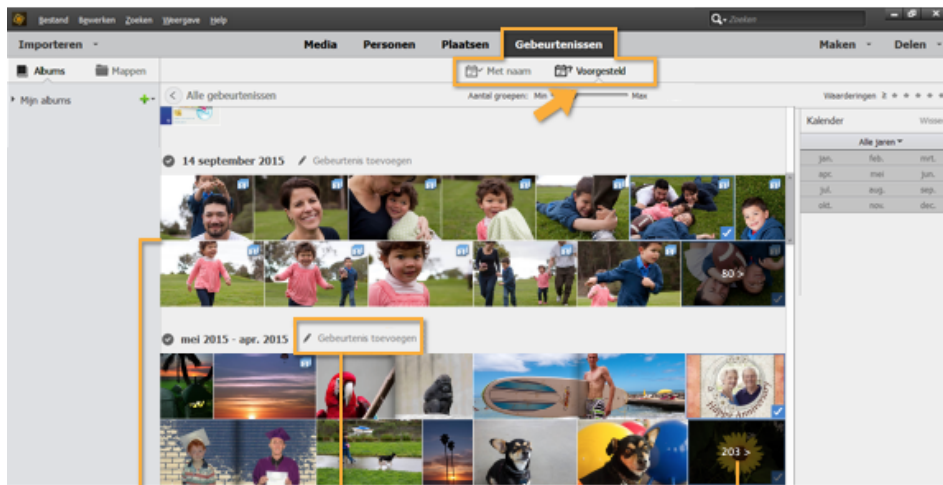 Bestand Bewerken Zoeken Weergave Help
Zoeken
Importeren
Media Personen Plaatsen Gebeurtenissen
Maken Delen
Albums Mappen
Met naam Voorgesteld
Mijn albums
Alle gebeurtenissen
Aantal groepen: Min Max
Waarderingen ≥
Kalender
Alle jaren
jan. feb. mrt.
apr. mei jun.
jul. aug. sep.
okt. nov. dec.
14 september 2015 Gebeurtenis toevoegen
80 >
mei 2015 - apr. 2015 Gebeurtenis toevoegen
Happy Anniversary
203 >